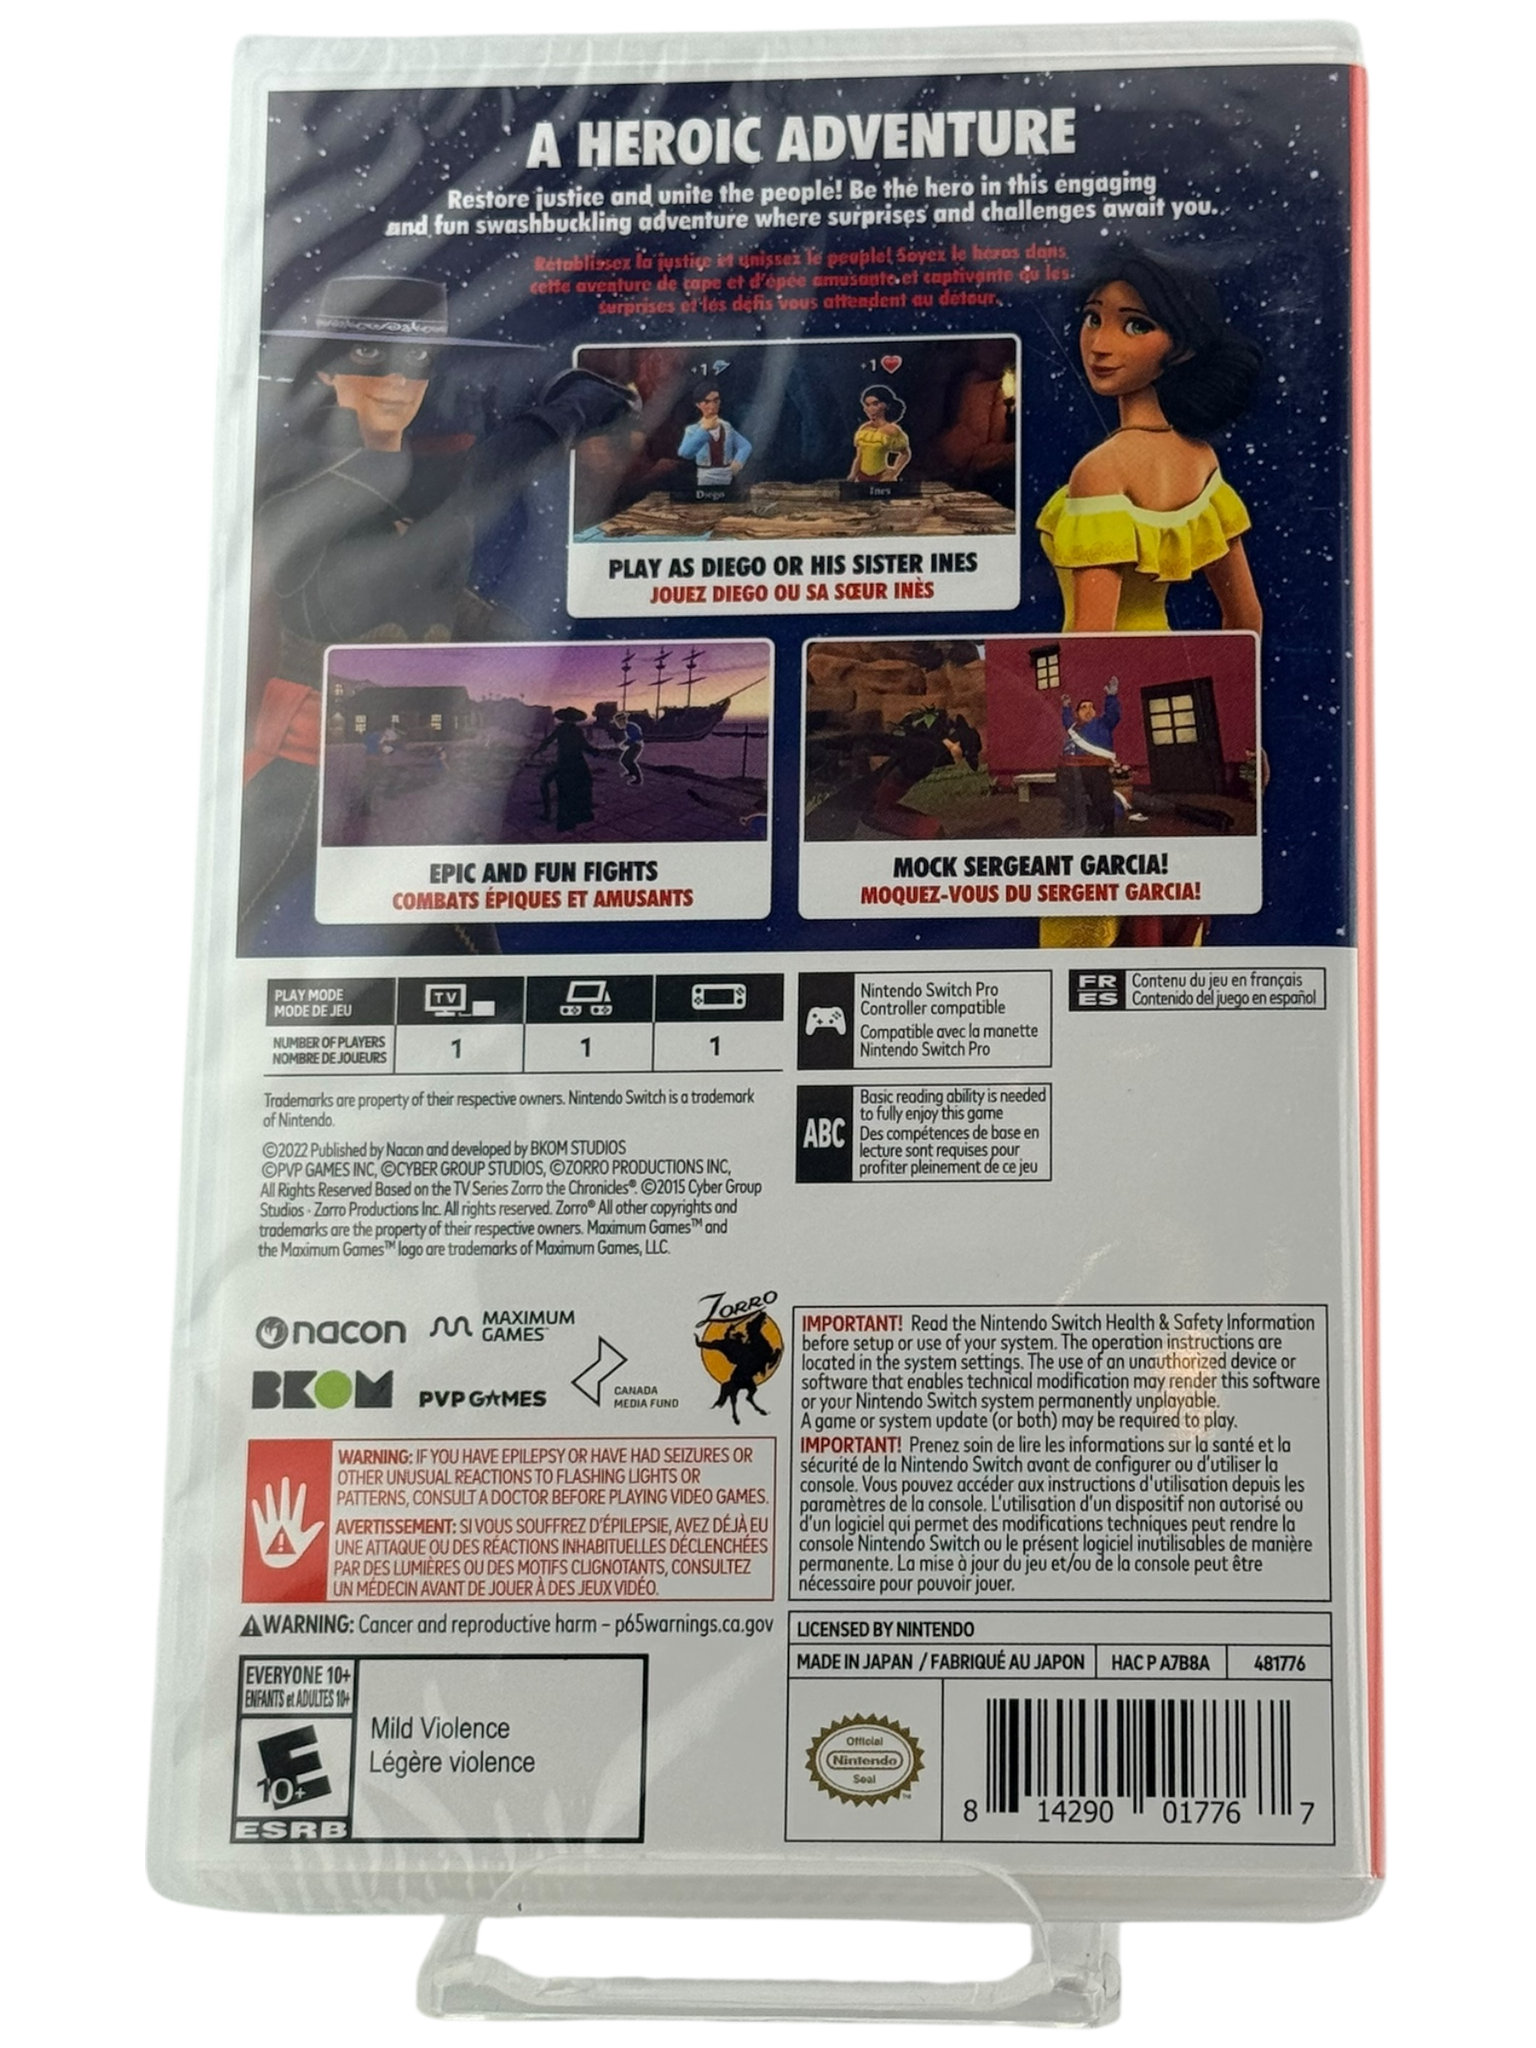 A HEROIC ADVENTURE
Restore justice and unite the people! Be the hero in this engaging
and fun swashbuckling adventure where surprises and challenges await you.
Rétablissez la justice et unissez le peuple! Soyez le héros dans
cette aventure de cape et d'épée amusante et captivante où les
surprises et les défis vous attendent au détour.
+1
+1
Diego
Ines
PLAY AS DIEGO OR HIS SISTER INES
JOUEZ DIEGO OU SA SŒUR INÈS
EPIC AND FUN FIGHTS
COMBATS ÉPIQUES ET AMUSANTS
MOCK SERGEANT GARCIA!
MOQUEZ-VOUS DU SERGENT GARCIA!
PLAY MODE
MODE DE JEU
TV
NUMBER OF PLAYERS
NOMBRE DE JOUEURS
1
1
1
Nintendo Switch Pro
Controller compatible
Compatible avec la manette
Nintendo Switch Pro
FR
ES
Contenu du jeu en français
Contenido del juego en español
ABC
Basic reading ability is needed
to fully enjoy this game
Des compétences de base en
lecture sont requises pour
profiter pleinement de ce jeu
Trademarks are property of their respective owners. Nintendo Switch is a trademark
of Nintendo.
©2022 Published by Nacon and developed by BKOM STUDIOS
©PVP GAMES INC, ©CYBER GROUP STUDIOS, ©ZORRO PRODUCTIONS INC,
All Rights Reserved Based on the TV Series Zorro the Chronicles®. ©2015 Cyber Group
Studios - Zorro Productions Inc. All rights reserved. Zorro® All other copyrights and
trademarks are the property of their respective owners. Maximum Games™ and
the Maximum Games™ logo are trademarks of Maximum Games, LLC.
nacon
MAXIMUM
GAMES
BKOM
PVP GAMES
CANADA
MEDIA FUND
ZORRO
IMPORTANT! Read the Nintendo Switch Health & Safety Information
before setup or use of your system. The operation instructions are
located in the system settings. The use of an unauthorized device or
software that enables technical modification may render this software
or your Nintendo Switch system permanently unplayable.
A game or system update (or both) may be required to play.
IMPORTANT! Prenez soin de lire les informations sur la santé et la
sécurité de la Nintendo Switch avant de configurer ou d'utiliser la
console. Vous pouvez accéder aux instructions d'utilisation depuis les
paramètres de la console. L'utilisation d'un dispositif non autorisé ou
d'un logiciel qui permet des modifications techniques peut rendre la
console Nintendo Switch ou le présent logiciel inutilisables de manière
permanente. La mise à jour du jeu et/ou de la console peut être
nécessaire pour pouvoir jouer.
WARNING: IF YOU HAVE EPILEPSY OR HAVE HAD SEIZURES OR
OTHER UNUSUAL REACTIONS TO FLASHING LIGHTS OR
PATTERNS, CONSULT A DOCTOR BEFORE PLAYING VIDEO GAMES.
AVERTISSEMENT: SI VOUS SOUFFREZ D'ÉPILEPSIE, AVEZ DÉJÀ EU
UNE ATTAQUE OU DES RÉACTIONS INHABITUELLES DÉCLENCHÉES
PAR DES LUMIÈRES OU DES MOTIFS CLIGNOTANTS, CONSULTEZ
UN MÉDECIN AVANT DE JOUER À DES JEUX VIDÉO.
WARNING: Cancer and reproductive harm - p65warnings.ca.gov
EVERYONE 10+
ENFANTS et ADULTES 10+
E
10+
ESRB
Mild Violence
Légère violence
LICENSED BY NINTENDO
MADE IN JAPAN / FABRIQUÉ AU JAPON
HAC P A7B8A
481776
Official
Nintendo
Seal
8 14290 01776 7